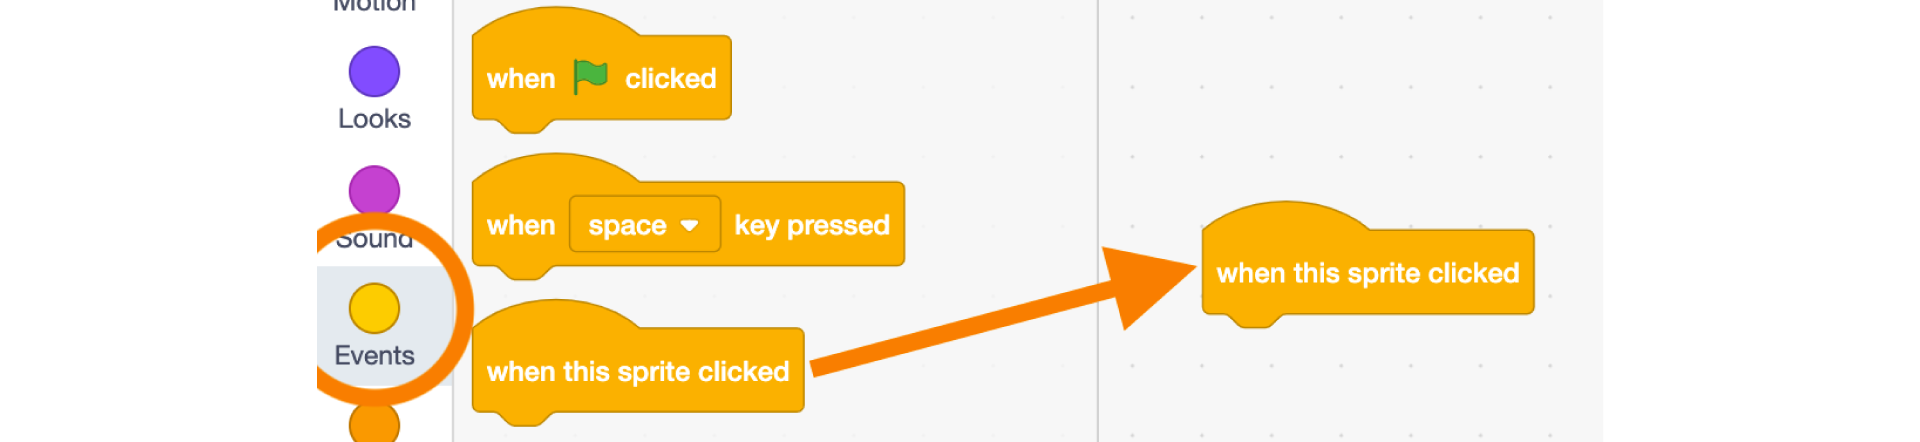 Motion
Looks
Sound
Events
when clicked
when space key pressed
when this sprite clicked
when this sprite clicked